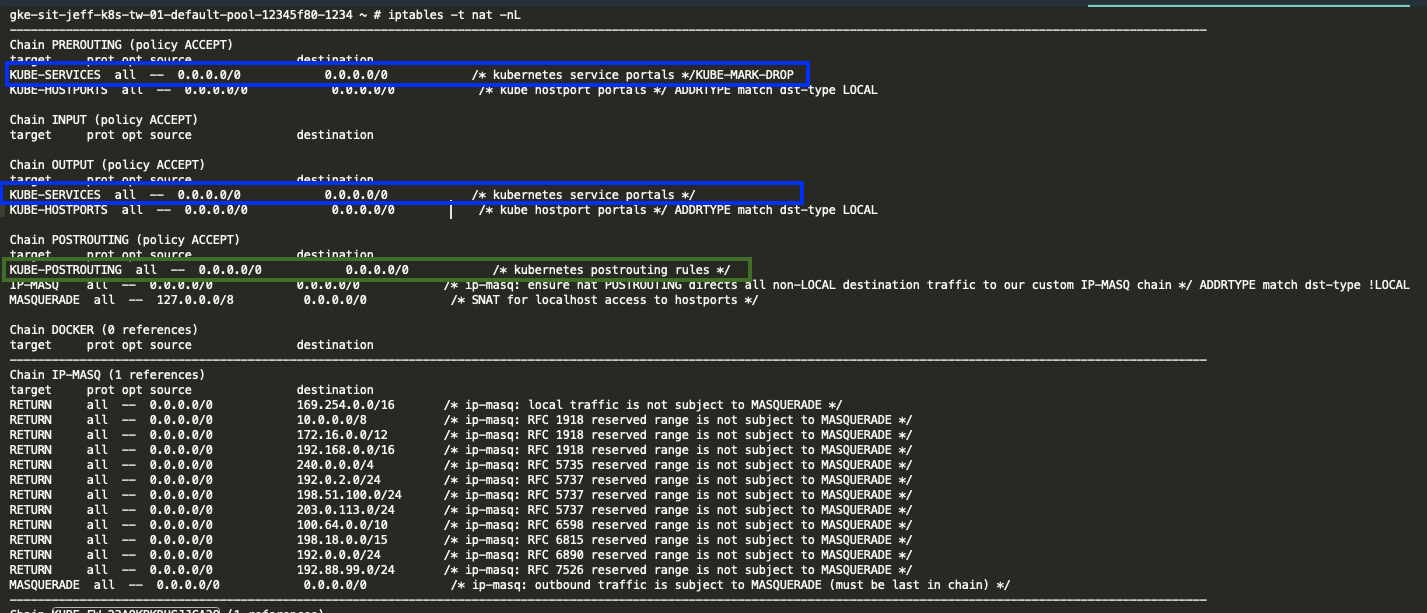 gke-sit-jeff-k8s-tw-01-default-pool-12345f80-1234 ~ # iptables -t nat -nL
Chain PREROUTING (policy ACCEPT)
target     prot opt source               destination
KUBE-SERVICES  all  --  0.0.0.0/0            0.0.0.0/0            /* kubernetes service portals */KUBE-MARK-DROP
KUBE-HOSTPORTS  all  --  0.0.0.0/0            0.0.0.0/0            /* kube hostport portals */ ADDRTYPE match dst-type LOCAL
Chain INPUT (policy ACCEPT)
target     prot opt source               destination
Chain OUTPUT (policy ACCEPT)
target     prot opt source               destination
KUBE-SERVICES  all  --  0.0.0.0/0            0.0.0.0/0            /* kubernetes service portals */
KUBE-HOSTPORTS  all  --  0.0.0.0/0            0.0.0.0/0            /* kube hostport portals */ ADDRTYPE match dst-type LOCAL
Chain POSTROUTING (policy ACCEPT)
target     prot opt source               destination
KUBE-POSTROUTING  all  --  0.0.0.0/0            0.0.0.0/0            /* kubernetes postrouting rules */
IP-MASQ    all  --  0.0.0.0/0            0.0.0.0/0            /* ip-masq: ensure nat POSTROUTING directs all non-LOCAL destination traffic to our custom IP-MASQ chain */ ADDRTYPE match dst-type !LOCAL
MASQUERADE  all  --  127.0.0.0/8          0.0.0.0/0            /* SNAT for localhost access to hostports */
Chain DOCKER (0 references)
target     prot opt source               destination
Chain IP-MASQ (1 references)
target     prot opt source               destination
RETURN     all  --  0.0.0.0/0            169.254.0.0/16       /* ip-masq: local traffic is not subject to MASQUERADE */
RETURN     all  --  0.0.0.0/0            10.0.0.0/8           /* ip-masq: RFC 1918 reserved range is not subject to MASQUERADE */
RETURN     all  --  0.0.0.0/0            172.16.0.0/12        /* ip-masq: RFC 1918 reserved range is not subject to MASQUERADE */
RETURN     all  --  0.0.0.0/0            192.168.0.0/16       /* ip-masq: RFC 1918 reserved range is not subject to MASQUERADE */
RETURN     all  --  0.0.0.0/0            240.0.0.0/4          /* ip-masq: RFC 5735 reserved range is not subject to MASQUERADE */
RETURN     all  --  0.0.0.0/0            192.0.2.0/24         /* ip-masq: RFC 5737 reserved range is not subject to MASQUERADE */
RETURN     all  --  0.0.0.0/0            198.51.100.0/24      /* ip-masq: RFC 5737 reserved range is not subject to MASQUERADE */
RETURN     all  --  0.0.0.0/0            203.0.113.0/24       /* ip-masq: RFC 5737 reserved range is not subject to MASQUERADE */
RETURN     all  --  0.0.0.0/0            100.64.0.0/10        /* ip-masq: RFC 6598 reserved range is not subject to MASQUERADE */
RETURN     all  --  0.0.0.0/0            198.18.0.0/15        /* ip-masq: RFC 6815 reserved range is not subject to MASQUERADE */
RETURN     all  --  0.0.0.0/0            192.0.0.0/24         /* ip-masq: RFC 6890 reserved range is not subject to MASQUERADE */
RETURN     all  --  0.0.0.0/0            192.88.99.0/24       /* ip-masq: RFC 7526 reserved range is not subject to MASQUERADE */
MASQUERADE  all  --  0.0.0.0/0            0.0.0.0/0            /* ip-masq: outbound traffic is subject to MASQUERADE (must be last in chain) */